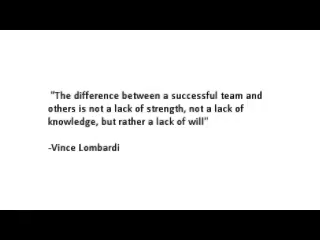 "The difference between a successful team and
others is not a lack of strength, not a lack of
knowledge, but rather a lack of will"
-Vince Lombardi